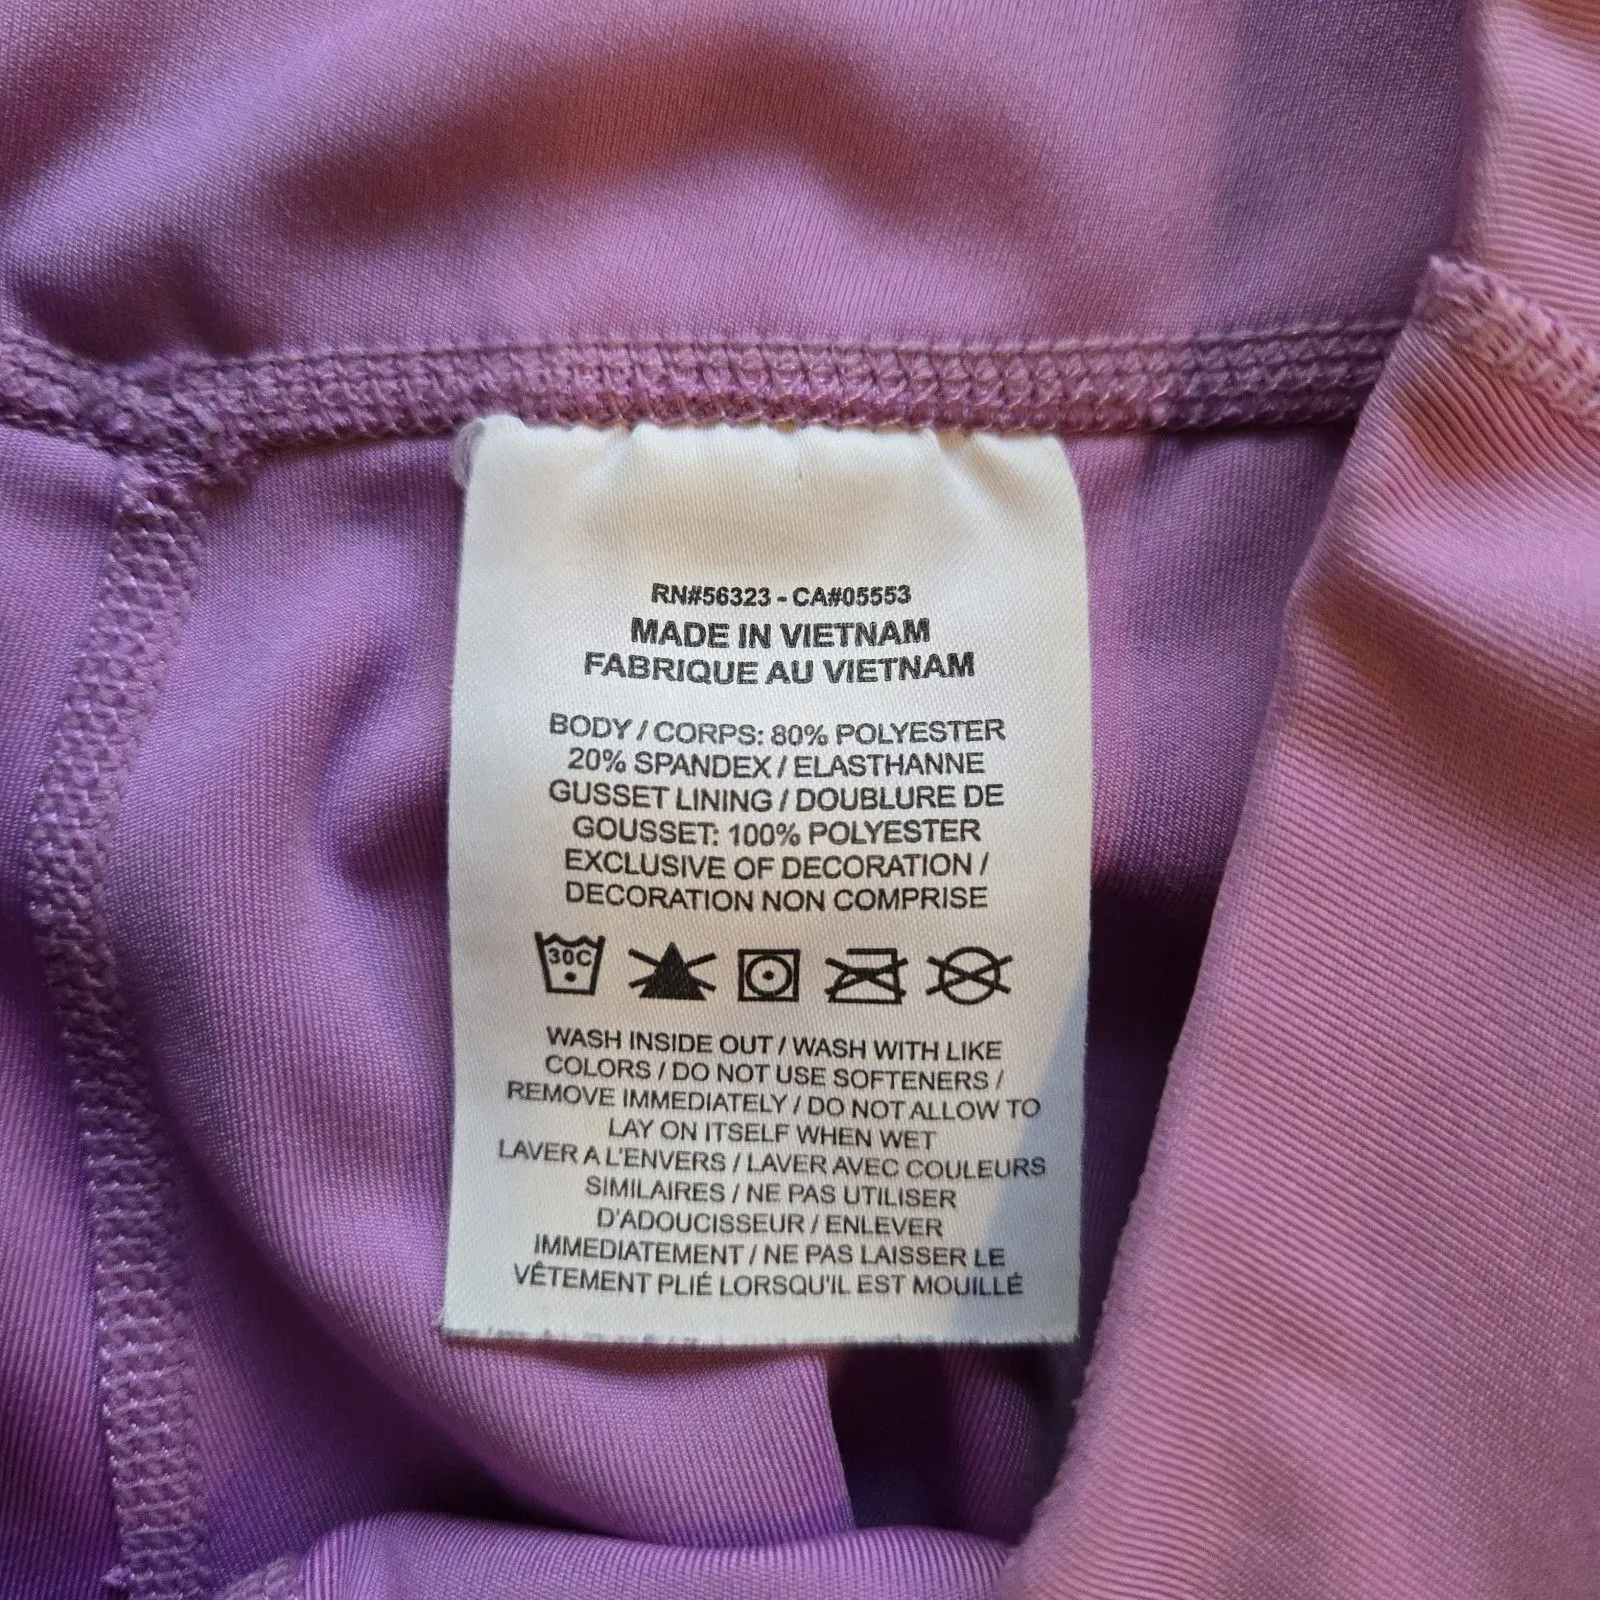 RN#56323 - CA#05553
MADE IN VIETNAM
FABRIQUE AU VIETNAM
BODY / CORPS: 80% POLYESTER
20% SPANDEX / ELASTHANNE
GUSSET LINING / DOUBLURE DE
GOUSSET: 100% POLYESTER
EXCLUSIVE OF DECORATION /
DECORATION NON COMPRISE
30C
WASH INSIDE OUT / WASH WITH LIKE
COLORS / DO NOT USE SOFTENERS /
REMOVE IMMEDIATELY / DO NOT ALLOW TO
LAY ON ITSELF WHEN WET
LAVER A L'ENVERS / LAVER AVEC COULEURS
SIMILAIRES / NE PAS UTILISER
D'ADOUCISSEUR / ENLEVER
IMMEDIATEMENT / NE PAS LAISSER LE
VÊTEMENT PLIÉ LORSQU'IL EST MOUILLÉ